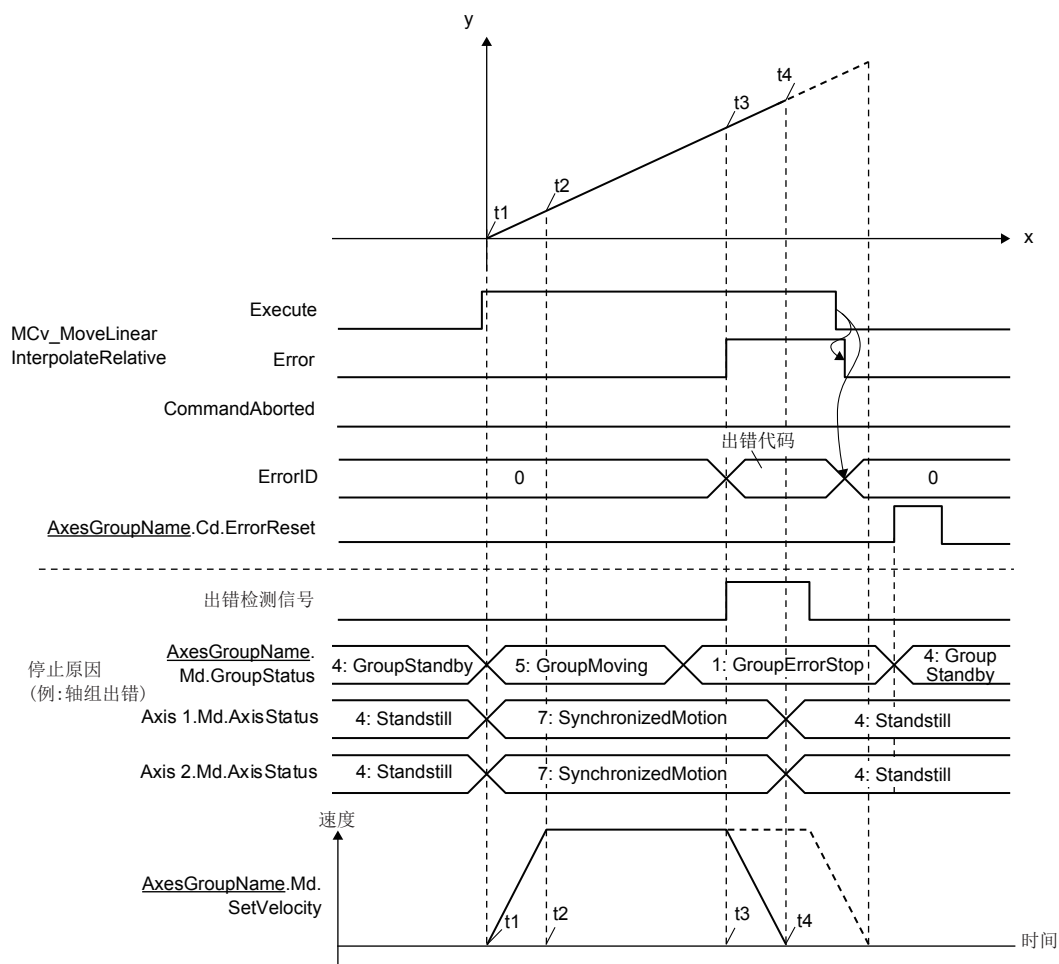 y
t4
t3
t2
t1
x
Execute
MCv_MoveLinear
InterpolateRelative
Error
CommandAborted
出错代码
ErrorID
0
0
AxesGroupName.Cd.ErrorReset
出错检测信号
停止原因
(例:轴组出错)
AxesGroupName.
Md.GroupStatus
4: GroupStandby
5: GroupMoving
1: GroupErrorStop
4: Group
Standby
Axis 1.Md.AxisStatus
4: Standstill
7: SynchronizedMotion
4: Standstill
Axis 2.Md.AxisStatus
4: Standstill
7: SynchronizedMotion
4: Standstill
速度
AxesGroupName.Md.
SetVelocity
t1
t2
t3
t4
时间